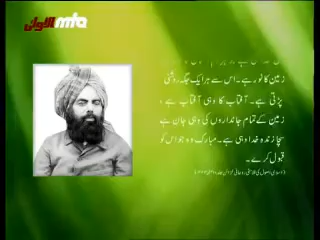 mta الاولیٰ
زمین کا نور ہے۔ اس سے ہر ایک جگہ روشنی
پڑتی ہے۔ آفتاب کا وہی آفتاب ہے ،
زمین کے تمام جانداروں کی وہی جان ہے
سچا زندہ خدا وہی ہے۔ مبارک وہ جو اس کو
قبول کرے۔